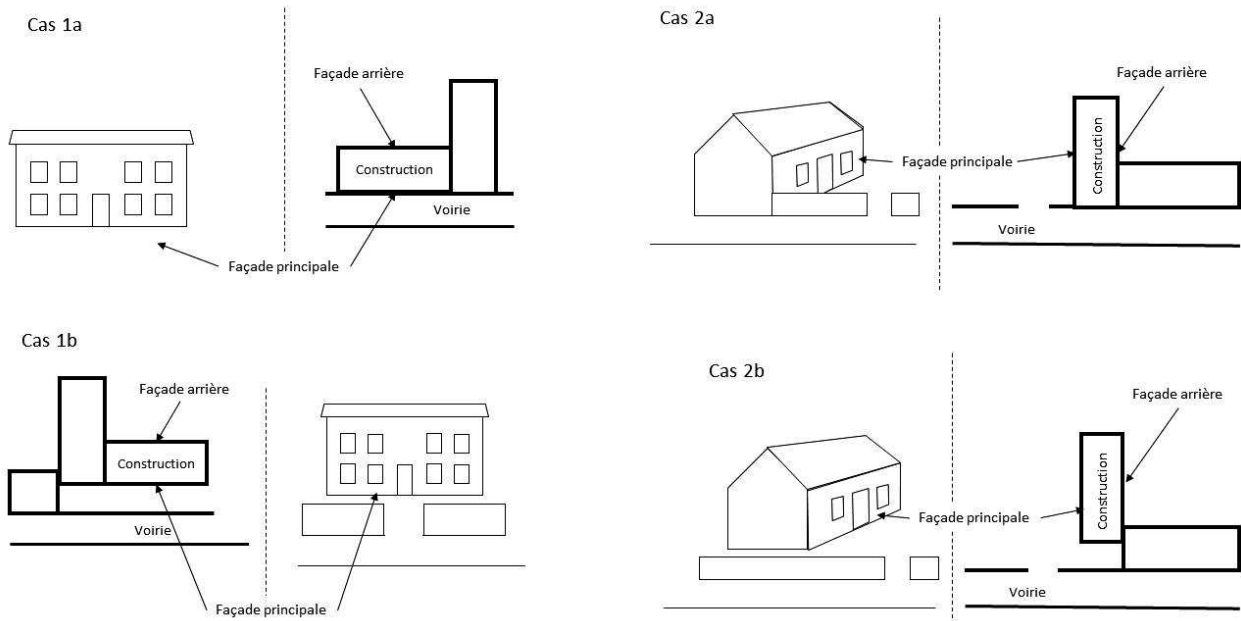 Cas 1a
Façade arrière
Construction
Voirie
Façade principale
Cas 2a
Façade arrière
Construction
Façade principale
Voirie
Cas 1b
Façade arrière
Construction
Voirie
Façade principale
Cas 2b
Façade arrière
Construction
Façade principale
Voirie